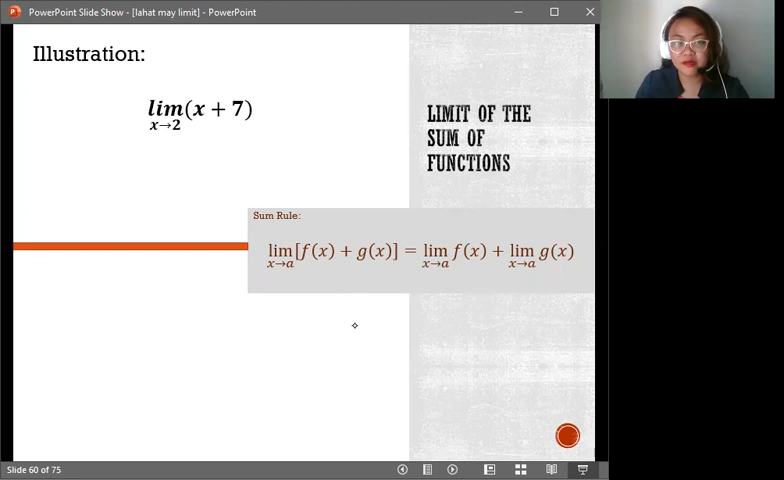 PowerPoint Slide Show - [lahat may limit] - PowerPoint
Illustration:
lim(x + 7)
x→2
LIMIT OF THE
SUM OF
FUNCTIONS
Sum Rule:
lim[f(x) + g(x)] = lim f(x) + lim g(x)
x→a x→a x→a
Slide 60 of 75